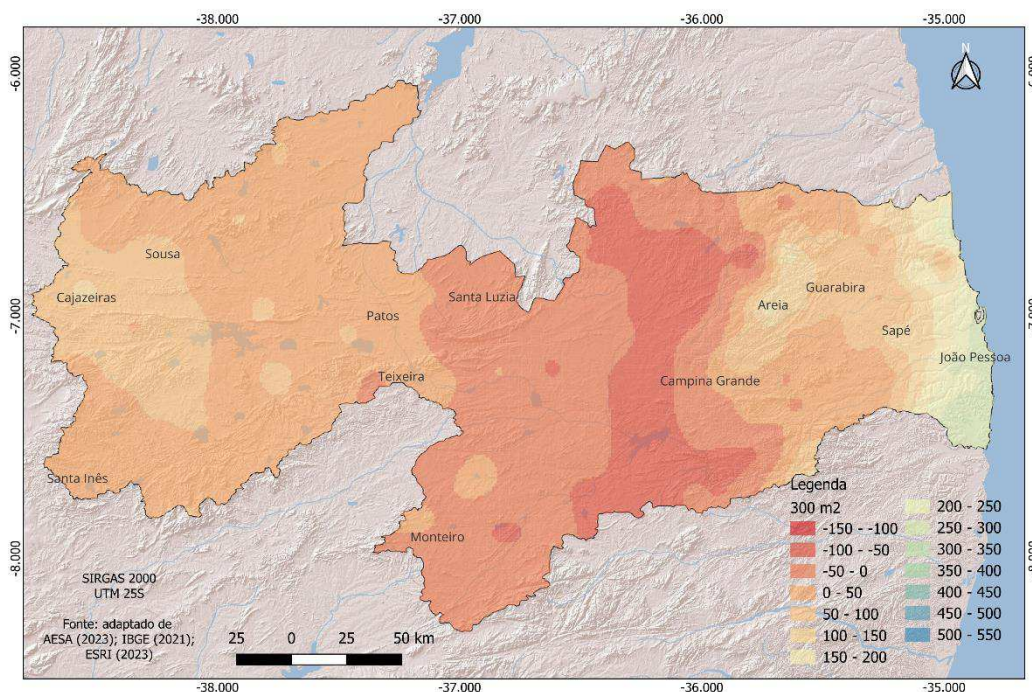 -38.000 -37.000 -36.000 -35.000
-6.000
-6.000
N
Sousa
Cajazeiras
Santa Luzia
Guarabira
Areia
-7.000
-7.000
Patos
Sapé
João Pessoa
Teixeira
Campina Grande
Santa Inês
Monteiro
-8.000
-8.000
Legenda
300 m2
-150 - -100
-100 - -50
-50 - 0
0 - 50
50 - 100
100 - 150
150 - 200
200 - 250
250 - 300
300 - 350
350 - 400
400 - 450
450 - 500
500 - 550
SIRGAS 2000
UTM 25S
Fonte: adaptado de
AESA (2023); IBGE (2021);
ESRI (2023)
25 0 25 50 km
-38.000 -37.000 -36.000 -35.000